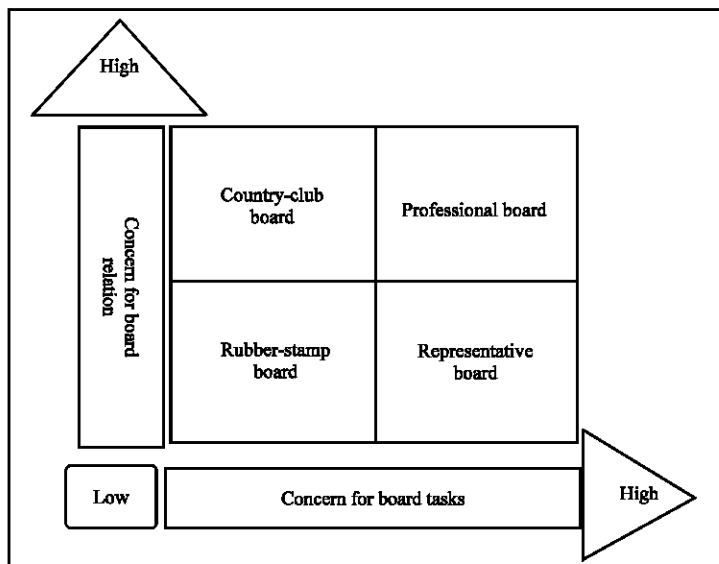 High
Country-club
board
Professional board
Concern for board
relation
Rubber-stamp
board
Representative
board
Low
Concern for board tasks
High